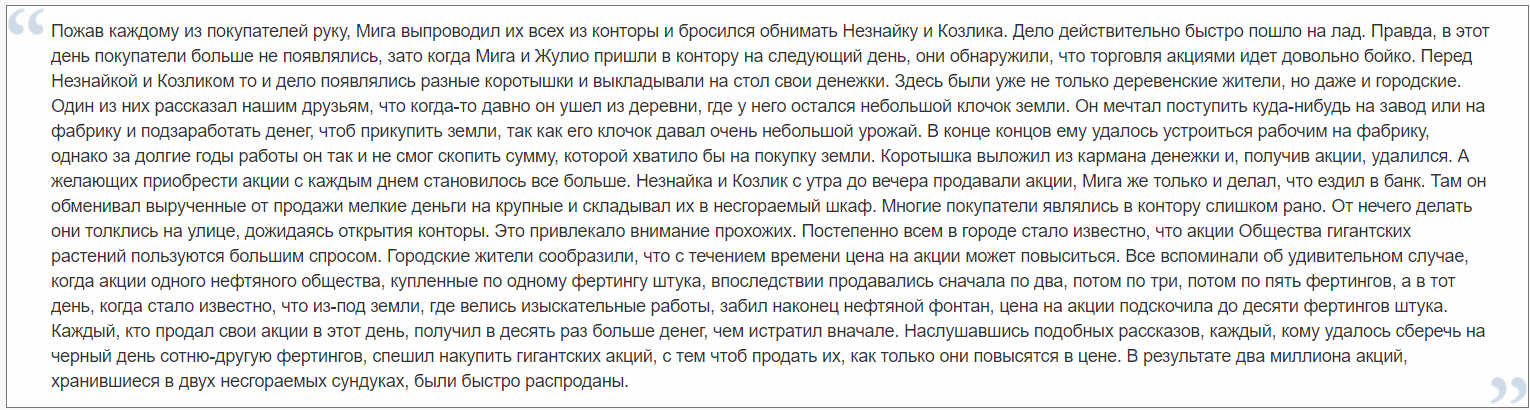 Пожав каждому из покупателей руку, Мига выпроводил их всех из конторы и бросился обнимать Незнайку и Козлика. Дело действительно быстро пошло на лад. Правда, в этот
день покупатели больше не появлялись, зато когда Мига и Жулио пришли в контору на следующий день, они обнаружили, что торговля акциями идет довольно бойко. Перед
Незнайкой и Козликом то и дело появлялись разные коротышки и выкладывали на стол свои денежки. Здесь были уже не только деревенские жители, но даже и городские.
Один из них рассказал нашим друзьям, что когда-то давно он ушел из деревни, где у него остался небольшой клочок земли. Он мечтал поступить куда-нибудь на завод или на
фабрику и подзаработать денег, чтоб прикупить земли, так как его клочок давал очень небольшой урожай. В конце концов ему удалось устроиться рабочим на фабрику,
однако за долгие годы работы он так и не смог скопить сумму, которой хватило бы на покупку земли. Коротышка выложил из кармана денежки и, получив акции, удалился. А
желающих приобрести акции с каждым днем становилось все больше. Незнайка и Козлик с утра до вечера продавали акции, Мига же только и делал, что ездил в банк. Там он
обменивал вырученные от продажи мелкие деньги на крупные и складывал их в несгораемый шкаф. Многие покупатели являлись в контору слишком рано. От нечего делать
они толклись на улице, дожидаясь открытия конторы. Это привлекало внимание прохожих. Постепенно всем в городе стало известно, что акции Общества гигантских
растений пользуются большим спросом. Городские жители сообразили, что с течением времени цена на акции может повыситься. Все вспоминали об удивительном случае,
когда акции одного нефтяного общества, купленные по одному фертингу штука, впоследствии продавались сначала по два, потом по три, потом по пять фертингов, а в тот
день, когда стало известно, что из-под земли, где велись изыскательные работы, забил наконец нефтяной фонтан, цена на акции подскочила до десяти фертингов штука.
Каждый, кто продал свои акции в этот день, получил в десять раз больше денег, чем истратил вначале. Наслушавшись подобных рассказов, каждый, кому удалось сберечь на
черный день сотню-другую фертингов, спешил накупить гигантских акций, с тем чтоб продать их, как только они повысятся в цене. В результате два миллиона акций,
хранившиеся в двух несгораемых сундуках, были быстро распроданы.